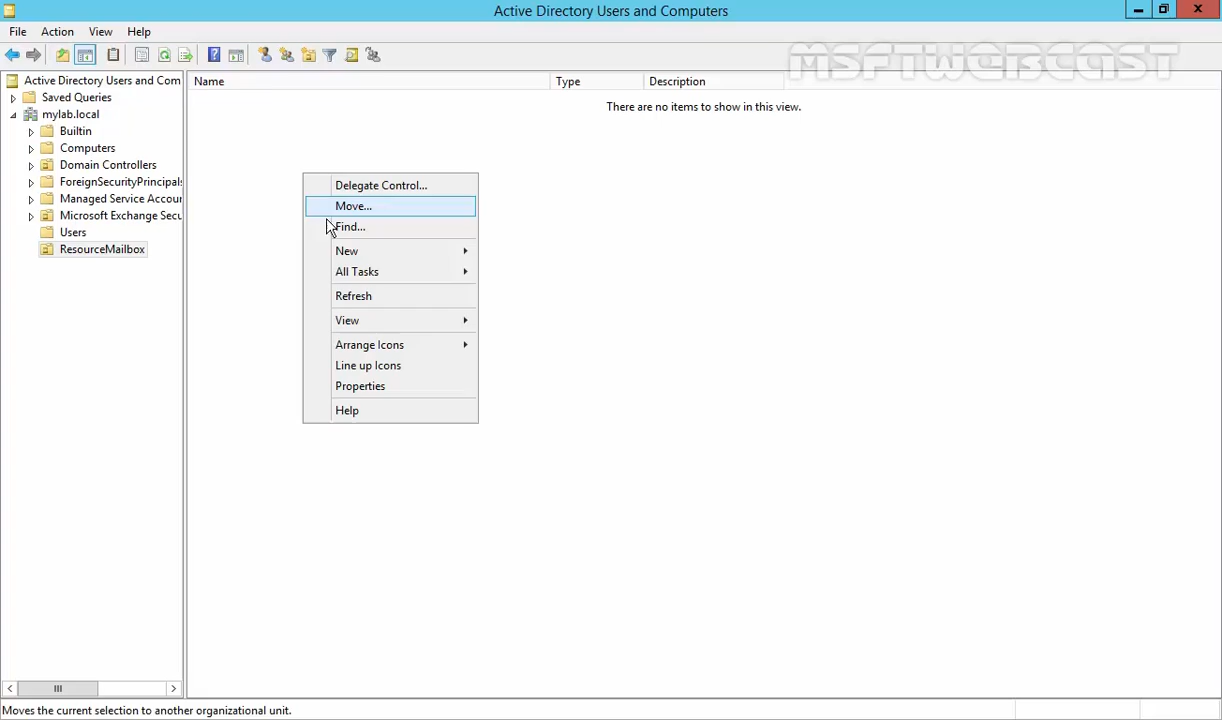 Active Directory Users and Computers
File Action View Help
MSFTWEBCAST
Active Directory Users and Com
Saved Queries
mylab.local
Builtin
Computers
Domain Controllers
ForeignSecurityPrincipals
Managed Service Accour
Microsoft Exchange Secu
Users
ResourceMailbox
Name Type Description
There are no items to show in this view.
Delegate Control...
Move...
Find...
New
All Tasks
Refresh
View
Arrange Icons
Line up Icons
Properties
Help
Moves the current selection to another organizational unit.